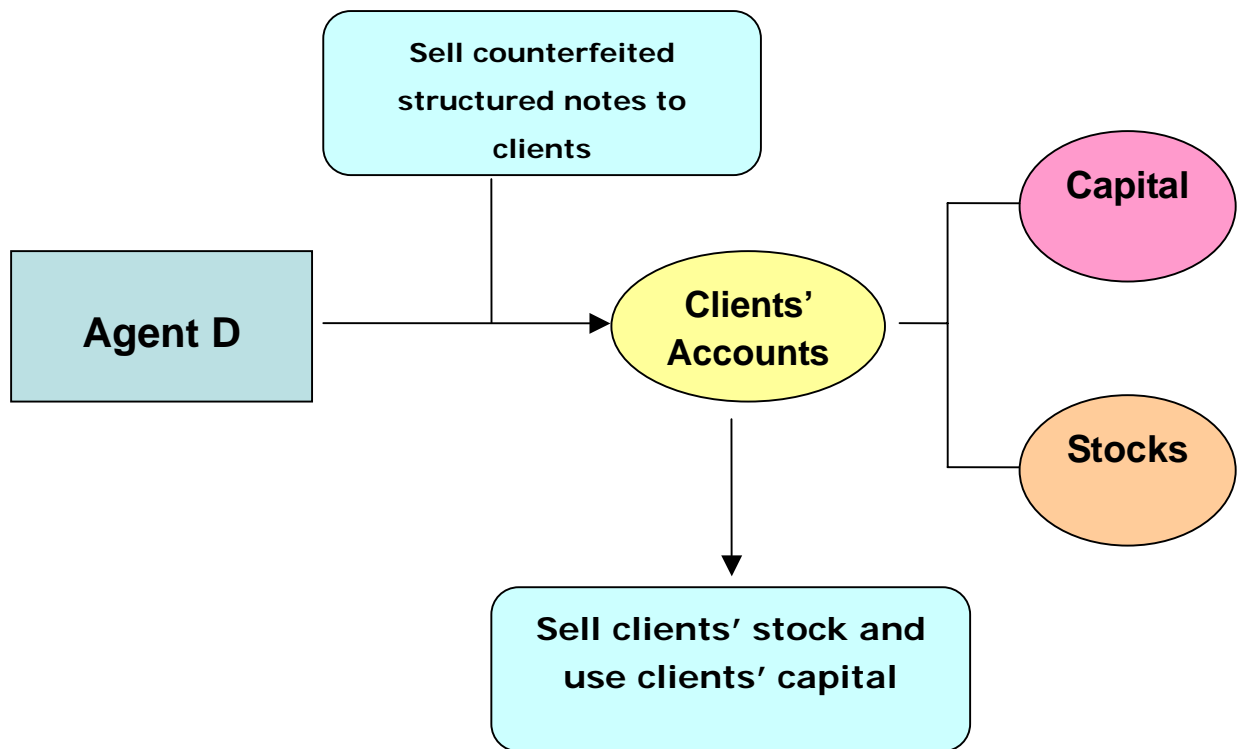 Sell counterfeited
structured notes to
clients
Capital
Agent D
Clients’
Accounts
Stocks
Sell clients’ stock and
use clients’ capital